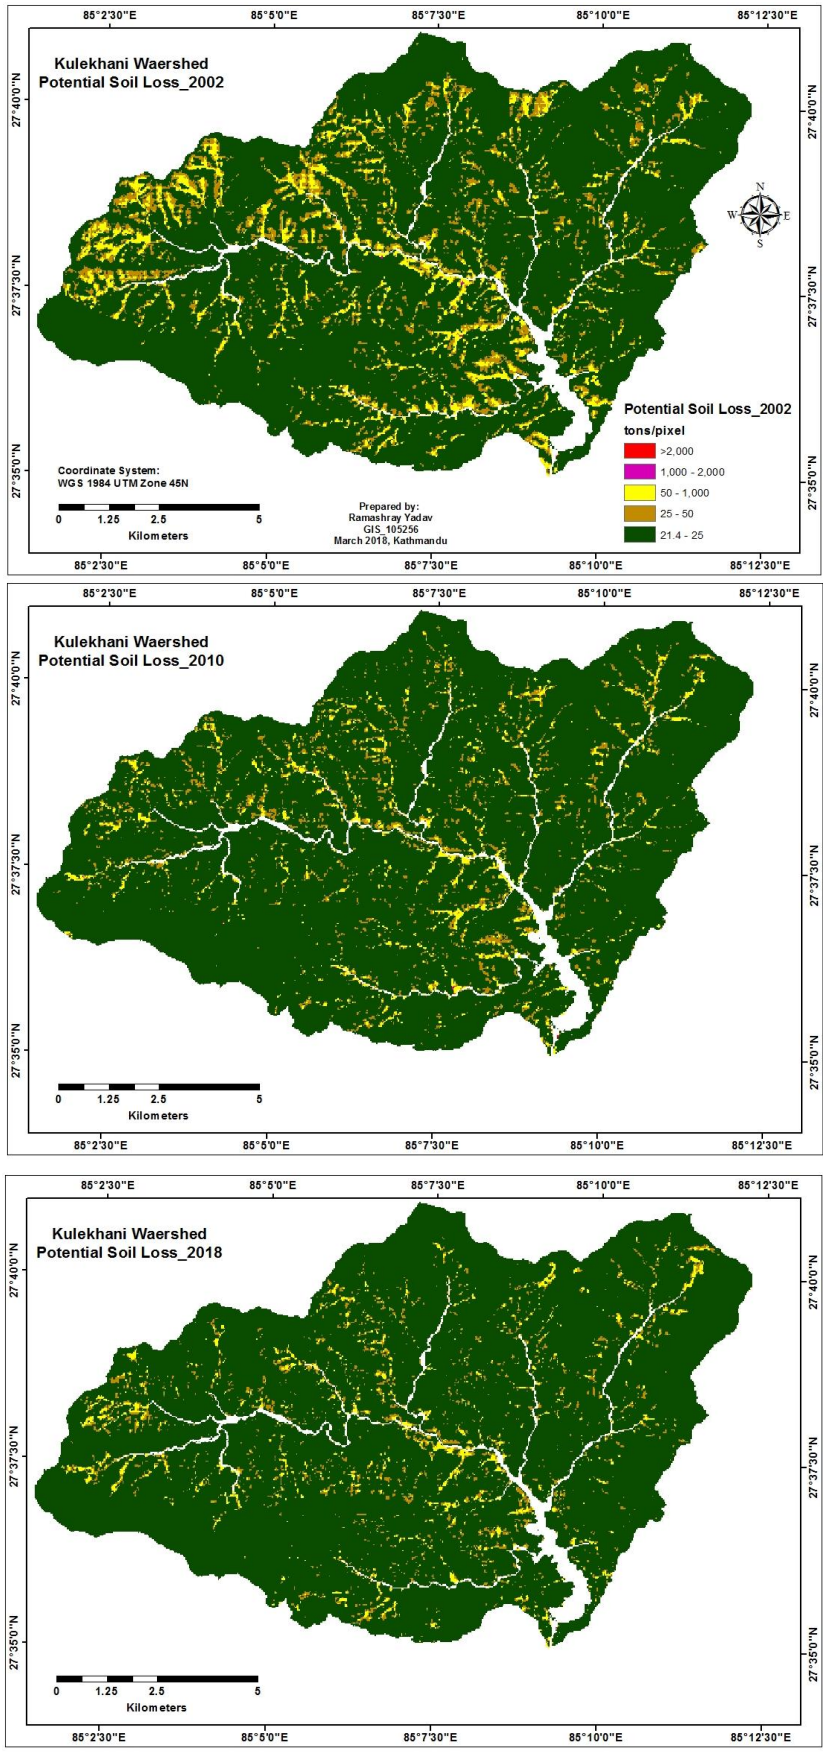 85°2'30"E 85°5'0"E 85°7'30"E 85°10'0"E 85°12'30"E
Kulekhani Waershed
Potential Soil Loss_2002
27°40'0"N
27°40'0"N
N
W E
S
27°37'30"N
27°37'30"N
Potential Soil Loss_2002
tons/pixel
>2,000
1,000 - 2,000
50 - 1,000
25 - 50
21.4 - 25
27°35'0"N
27°35'0"N
Coordinate System:
WGS 1984 UTM Zone 45N
0 1.25 2.5 5
Kilometers
Prepared by:
Ramashray Yadav
GIS_105256
March 2018, Kathmandu
85°2'30"E 85°5'0"E 85°7'30"E 85°10'0"E 85°12'30"E
85°2'30"E 85°5'0"E 85°7'30"E 85°10'0"E 85°12'30"E
Kulekhani Waershed
Potential Soil Loss_2010
27°40'0"N
27°40'0"N
27°37'30"N
27°37'30"N
27°35'0"N
27°35'0"N
0 1.25 2.5 5
Kilometers
85°2'30"E 85°5'0"E 85°7'30"E 85°10'0"E 85°12'30"E
85°2'30"E 85°5'0"E 85°7'30"E 85°10'0"E 85°12'30"E
Kulekhani Waershed
Potential Soil Loss_2018
27°40'0"N
27°40'0"N
27°37'30"N
27°37'30"N
27°35'0"N
27°35'0"N
0 1.25 2.5 5
Kilometers
85°2'30"E 85°5'0"E 85°7'30"E 85°10'0"E 85°12'30"E